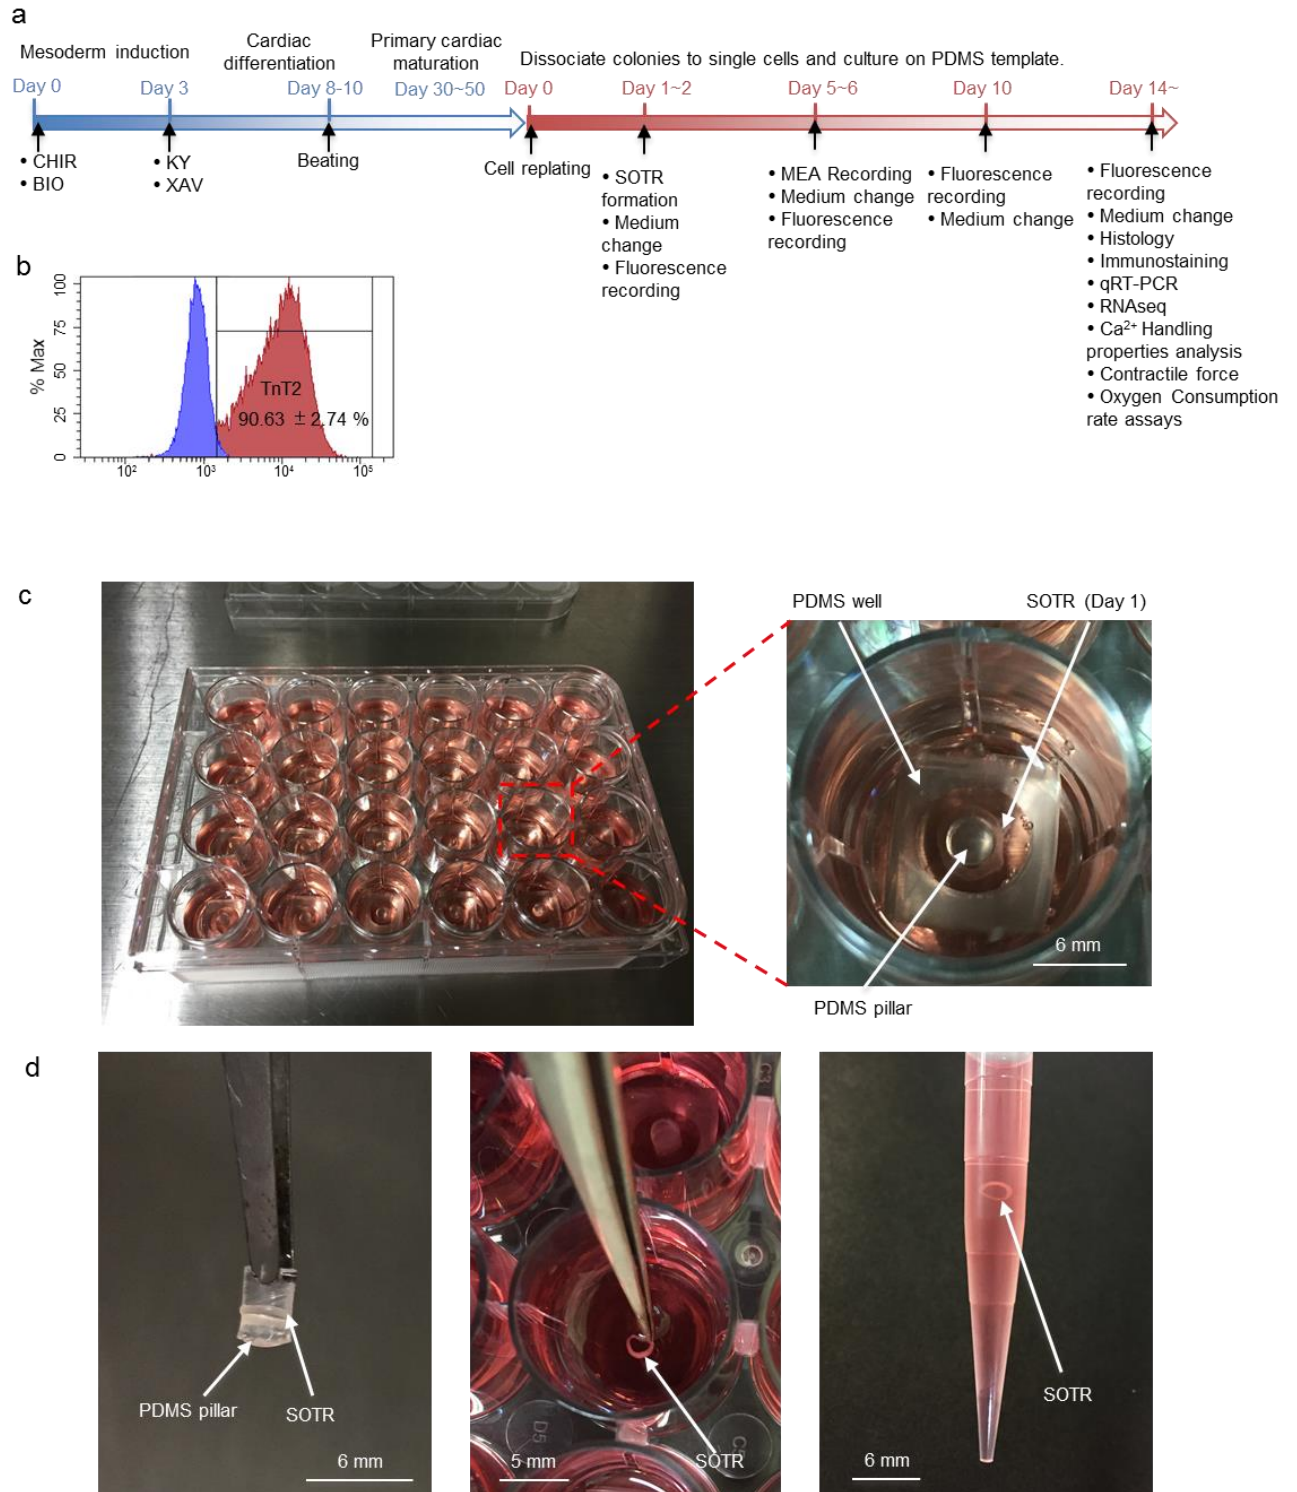 a
Mesoderm induction
Cardiac
differentiation
Primary cardiac
maturation
Dissociate colonies to single cells and culture on PDMS template.
Day 0
Day 3
Day 8-10
Day 30~50
Day 0
Day 1~2
Day 5~6
Day 10
Day 14~
• CHIR
• BIO
• KY
• XAV
Beating
Cell replating
• SOTR
formation
• Medium
change
• Fluorescence
recording
• MEA Recording
• Medium change
• Fluorescence
recording
• Fluorescence
recording
• Medium change
• Fluorescence
recording
• Medium change
• Histology
• Immunostaining
• qRT-PCR
• RNAseq
• Ca²⁺ Handling
properties analysis
• Contractile force
• Oxygen Consumption
rate assays
b
% Max
100
75
50
25
0
TnT2
90.63 ± 2.74 %
10²
10³
10⁴
10⁵
c
PDMS well
SOTR (Day 1)
6 mm
PDMS pillar
d
PDMS pillar
SOTR
6 mm
C3
D5
5 mm
SOTR
SOTR
6 mm